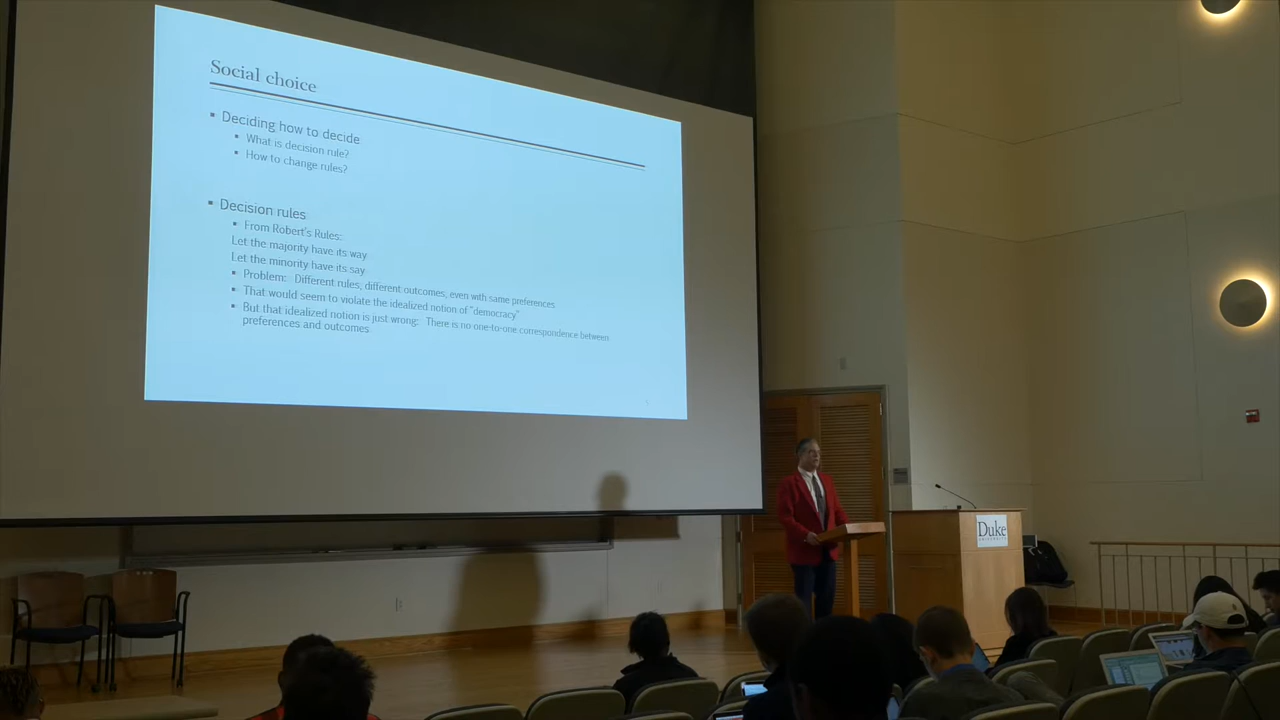 Social choice
Deciding how to decide
What is decision rule?
How to change rules?
Decision rules
From Robert's Rules:
Let the majority have its way
Let the minority have its say
Problem: Different rules, different outcomes, even with same preferences
That would seem to violate the idealized notion of "democracy"
But that idealized notion is just wrong: There is no one-to-one correspondence between
preferences and outcomes
Duke
UNIVERSITY